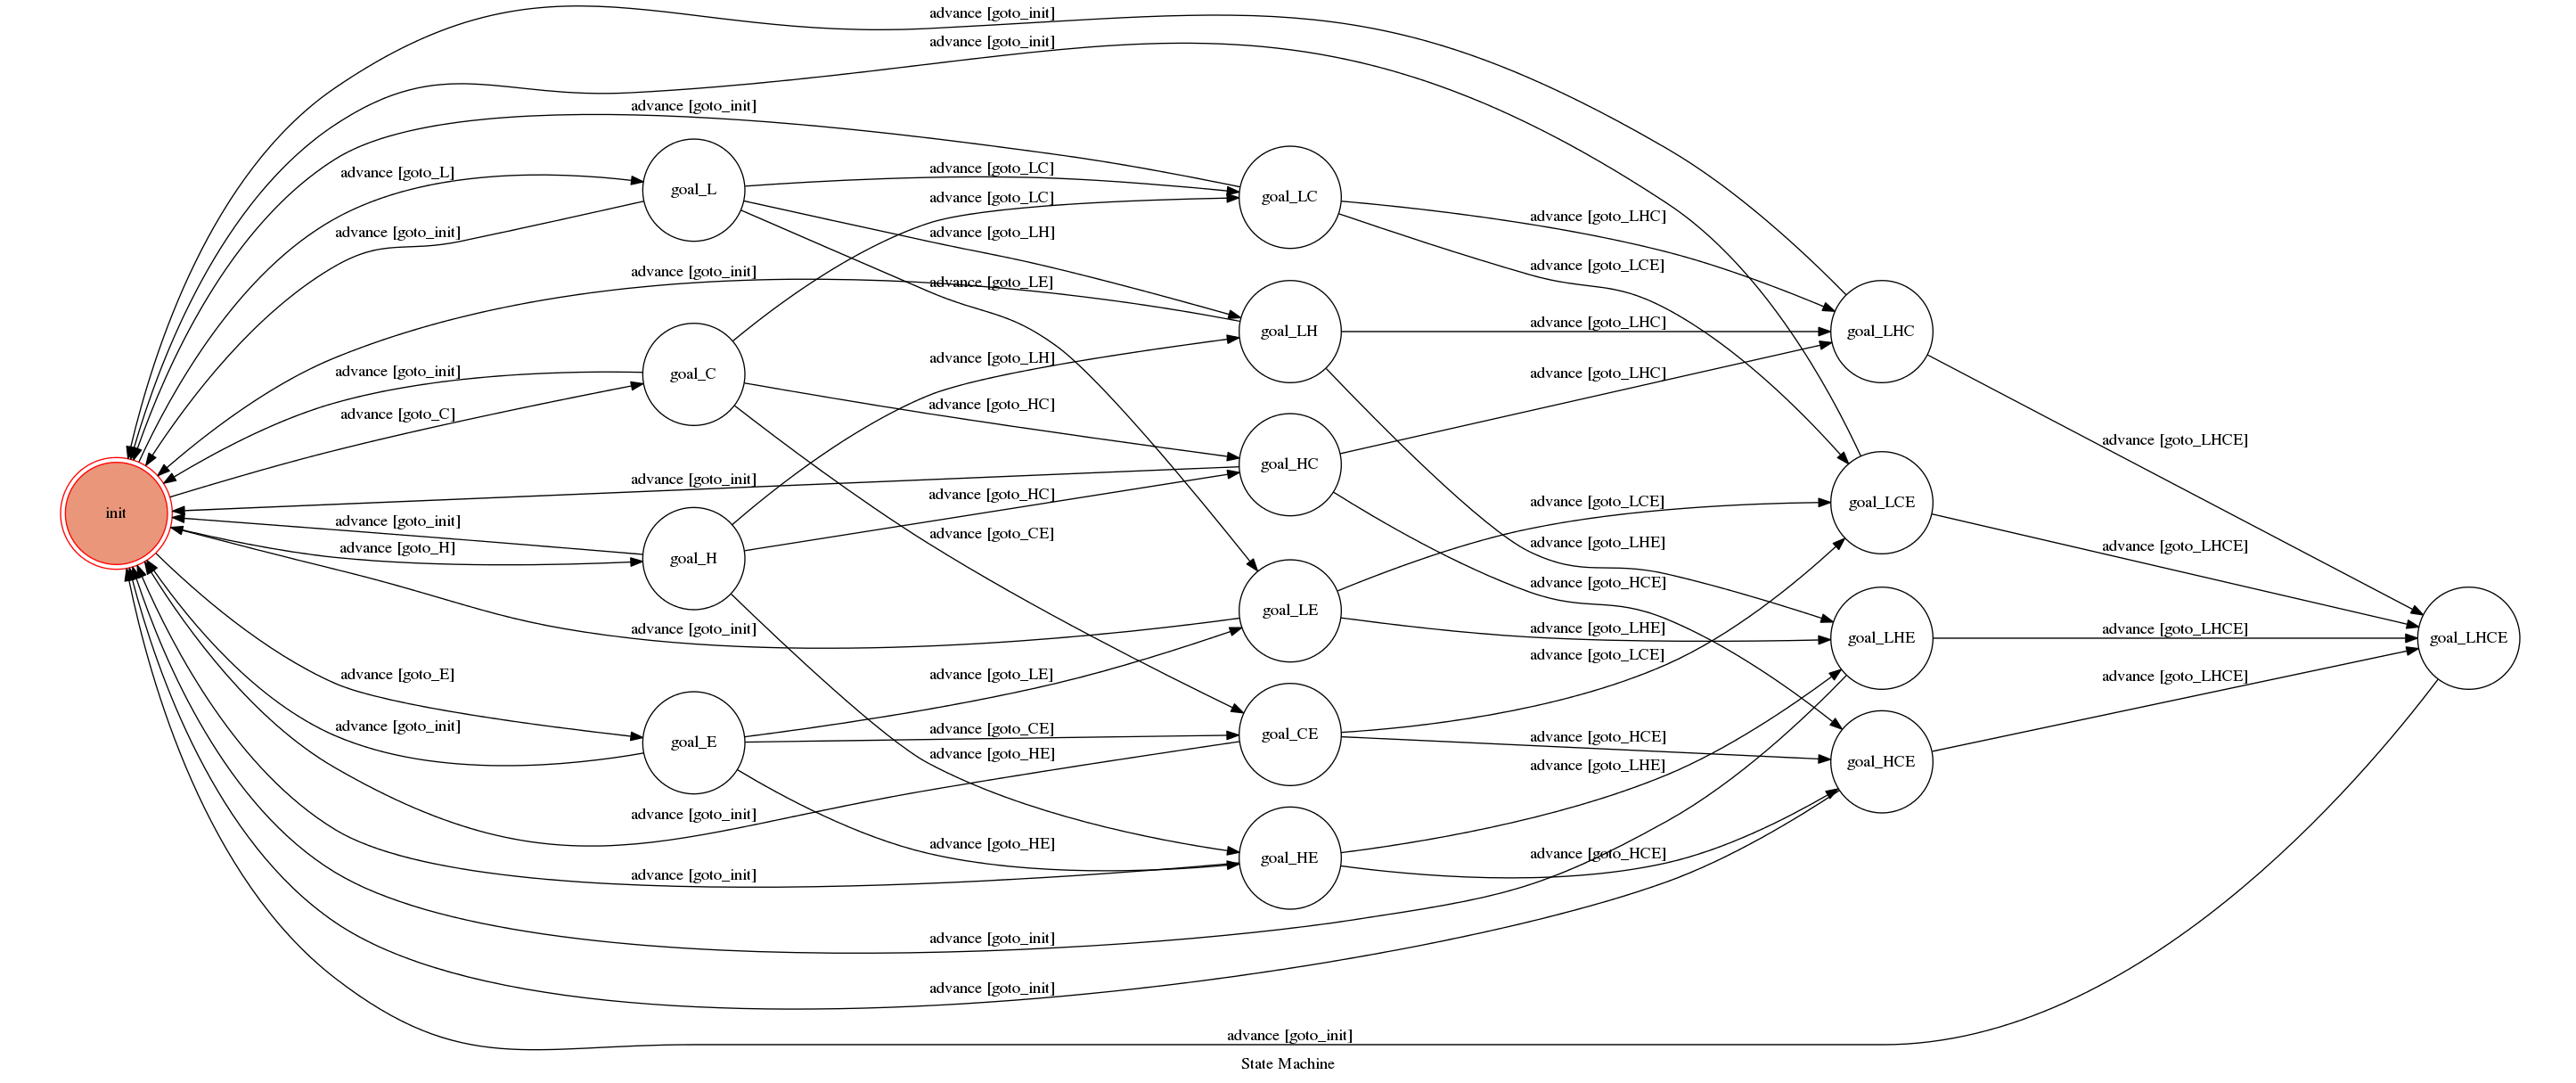 advance [goto_init]
advance [goto_init]
advance [goto_init]
advance [goto_L]
goal_L
advance [goto_LC]
advance [goto_LC]
goal_LC
advance [goto_LHC]
advance [goto_init]
advance [goto_LH]
advance [goto_LCE]
advance [goto_init]
advance [goto_LE]
advance [goto_LHC]
goal_LH
goal_LHC
advance [goto_LH]
advance [goto_init]
goal_C
advance [goto_LHC]
advance [goto_HC]
advance [goto_C]
advance [goto_LHCE]
goal_HC
advance [goto_init]
advance [goto_HC]
advance [goto_LCE]
goal_LCE
init
advance [goto_init]
advance [goto_CE]
advance [goto_LHE]
advance [goto_H]
advance [goto_LHCE]
goal_H
advance [goto_HCE]
goal_LE
advance [goto_init]
advance [goto_LHE]
advance [goto_LHCE]
goal_LHE
goal_LHCE
advance [goto_LCE]
advance [goto_E]
advance [goto_LE]
advance [goto_LHCE]
advance [goto_init]
goal_E
advance [goto_CE]
goal_CE
advance [goto_HCE]
advance [goto_HE]
advance [goto_LHE]
goal_HCE
advance [goto_init]
advance [goto_HE]
goal_HE
advance [goto_HCE]
advance [goto_init]
advance [goto_init]
advance [goto_init]
advance [goto_init]
State Machine